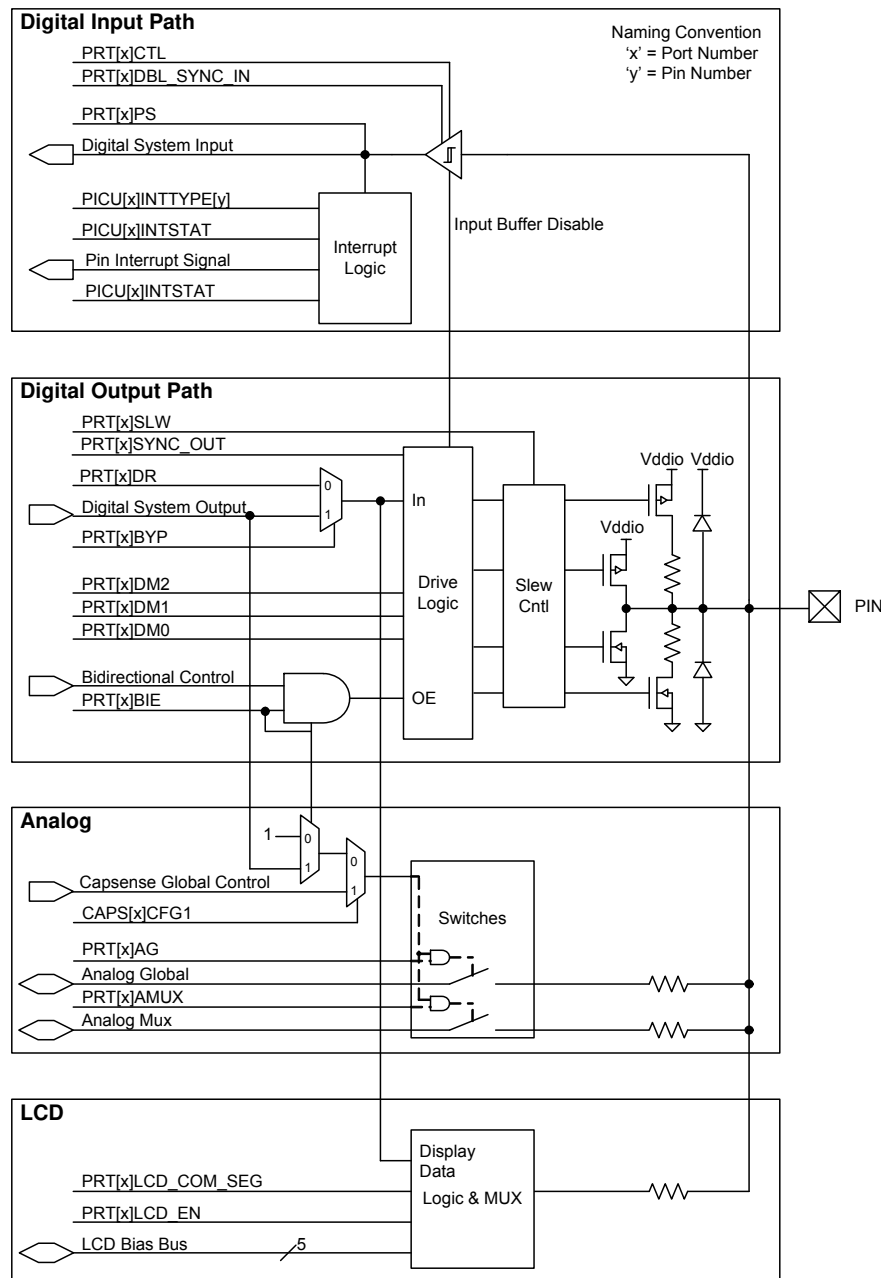 Digital Input Path
Naming Convention
'x' = Port Number
'y' = Pin Number
PRT[x]CTL
PRT[x]DBL_SYNC_IN
PRT[x]PS
Digital System Input
PICU[x]INTTYPE[y]
PICU[x]INTSTAT
Pin Interrupt Signal
PICU[x]INTSTAT
Interrupt
Logic
Input Buffer Disable
Digital Output Path
PRT[x]SLW
PRT[x]SYNC_OUT
PRT[x]DR
Digital System Output
PRT[x]BYP
0
1
PRT[x]DM2
PRT[x]DM1
PRT[x]DM0
Bidirectional Control
PRT[x]BIE
In
Drive
Logic
OE
Slew
Cntl
Vddio
Vddio
Vddio
PIN
Analog
1
0
1
0
1
Capsense Global Control
CAPS[x]CFG1
Switches
PRT[x]AG
Analog Global
PRT[x]AMUX
Analog Mux
LCD
Display
Data
Logic & MUX
PRT[x]LCD_COM_SEG
PRT[x]LCD_EN
LCD Bias Bus
5